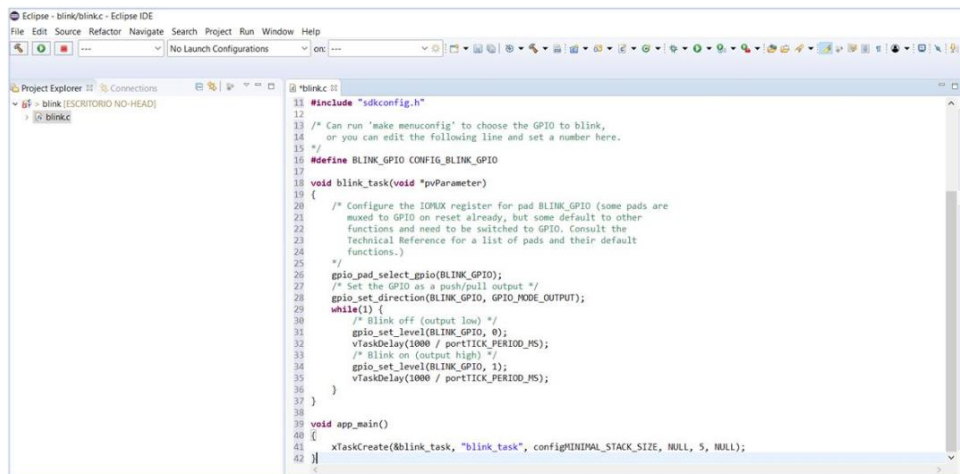 Eclipse - blink/blink.c - Eclipse IDE
File Edit Source Refactor Navigate Search Project Run Window Help
--- No Launch Configurations on: ---
Project Explorer Connections
*blink.c
> blink [ESCRITORIO NO-HEAD]
> blink.c
11 #include "sdkconfig.h"
12
13 /* Can run 'make menuconfig' to choose the GPIO to blink,
14 or you can edit the following line and set a number here.
15 */
16 #define BLINK_GPIO CONFIG_BLINK_GPIO
17
18 void blink_task(void *pvParameter)
19 {
20 /* Configure the IOMUX register for pad BLINK_GPIO (some pads are
21 muxed to GPIO on reset already, but some default to other
22 functions and need to be switched to GPIO. Consult the
23 Technical Reference for a list of pads and their default
24 functions.)
25 */
26 gpio_pad_select_gpio(BLINK_GPIO);
27 /* Set the GPIO as a push/pull output */
28 gpio_set_direction(BLINK_GPIO, GPIO_MODE_OUTPUT);
29 while(1) {
30 /* Blink off (output low) */
31 gpio_set_level(BLINK_GPIO, 0);
32 vTaskDelay(1000 / portTICK_PERIOD_MS);
33 /* Blink on (output high) */
34 gpio_set_level(BLINK_GPIO, 1);
35 vTaskDelay(1000 / portTICK_PERIOD_MS);
36 }
37 }
38
39 void app_main()
40 {
41 xTaskCreate(&blink_task, "blink_task", configMINIMAL_STACK_SIZE, NULL, 5, NULL);
42 }